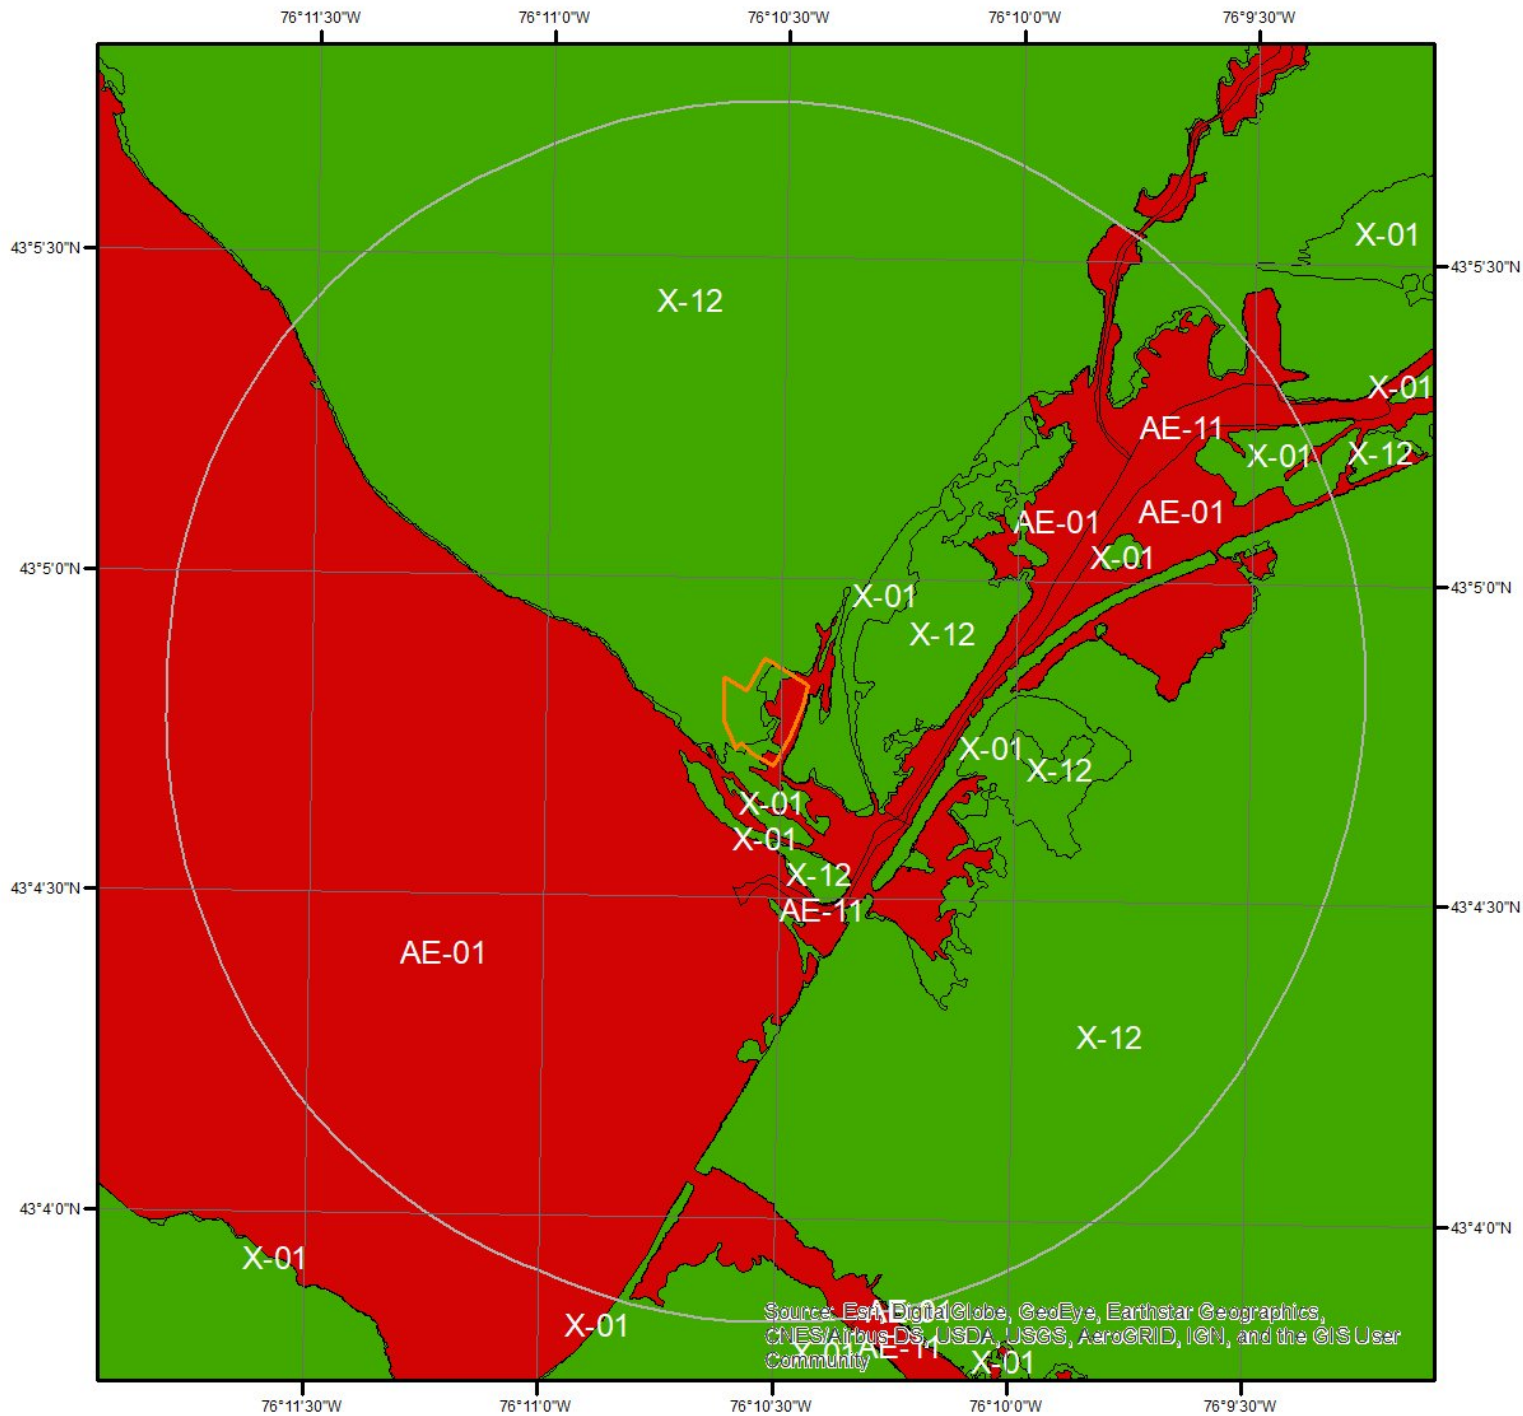 76°11'30"W
76°11'0"W
76°10'30"W
76°10'0"W
76°9'30"W
X-01
43°5'30"N
43°5'30"N
X-12
X-01
AE-11
X-01
X-12
AE-01
AE-01
X-01
43°5'0"N
43°5'0"N
X-01
X-12
X-01
X-12
X-01
X-01
X-12
43°4'30"N
43°4'30"N
AE-11
AE-01
X-12
43°4'0"N
43°4'0"N
X-01
X-01
AE-01
Source: Esri, DigitalGlobe, GeoEye, Earthstar Geographics,
CNES/Airbus DS, USDA, USGS, AeroGRID, IGN, and the GIS User
Community
X-01
AE-11
X-01
76°11'30"W
76°11'0"W
76°10'30"W
76°10'0"W
76°9'30"W